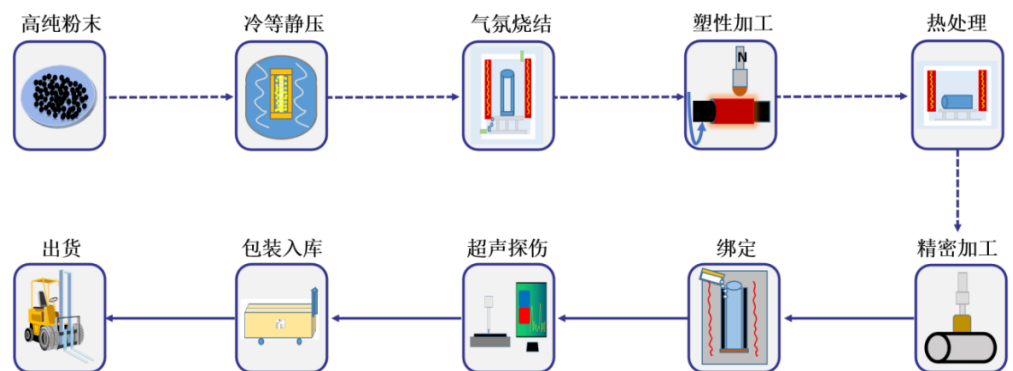 高纯粉末
冷等静压
气氛烧结
塑性加工
热处理
N
精密加工
绑定
超声探伤
包装入库
出货